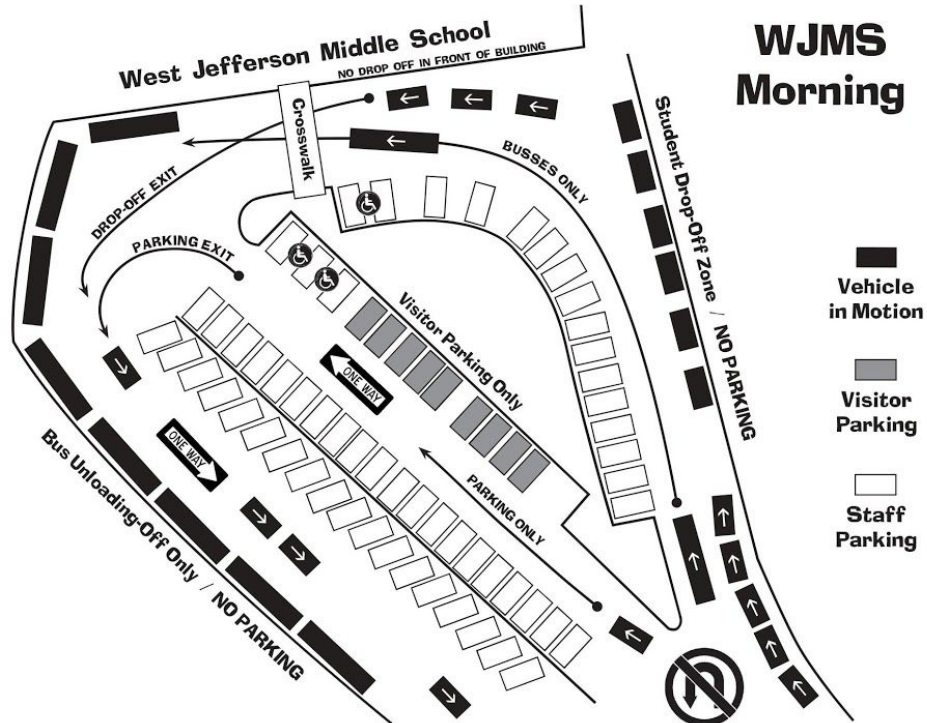 WJMS
Morning
West Jefferson Middle School
NO DROP OFF IN FRONT OF BUILDING
Crosswalk
BUSSES ONLY
Student Drop-Off Zone / NO PARKING
DROP-OFF EXIT
PARKING EXIT
Visitor Parking Only
ONE WAY
PARKING ONLY
ONE WAY
Bus Unloading-Off Only / NO PARKING
Vehicle
in Motion
Visitor
Parking
Staff
Parking